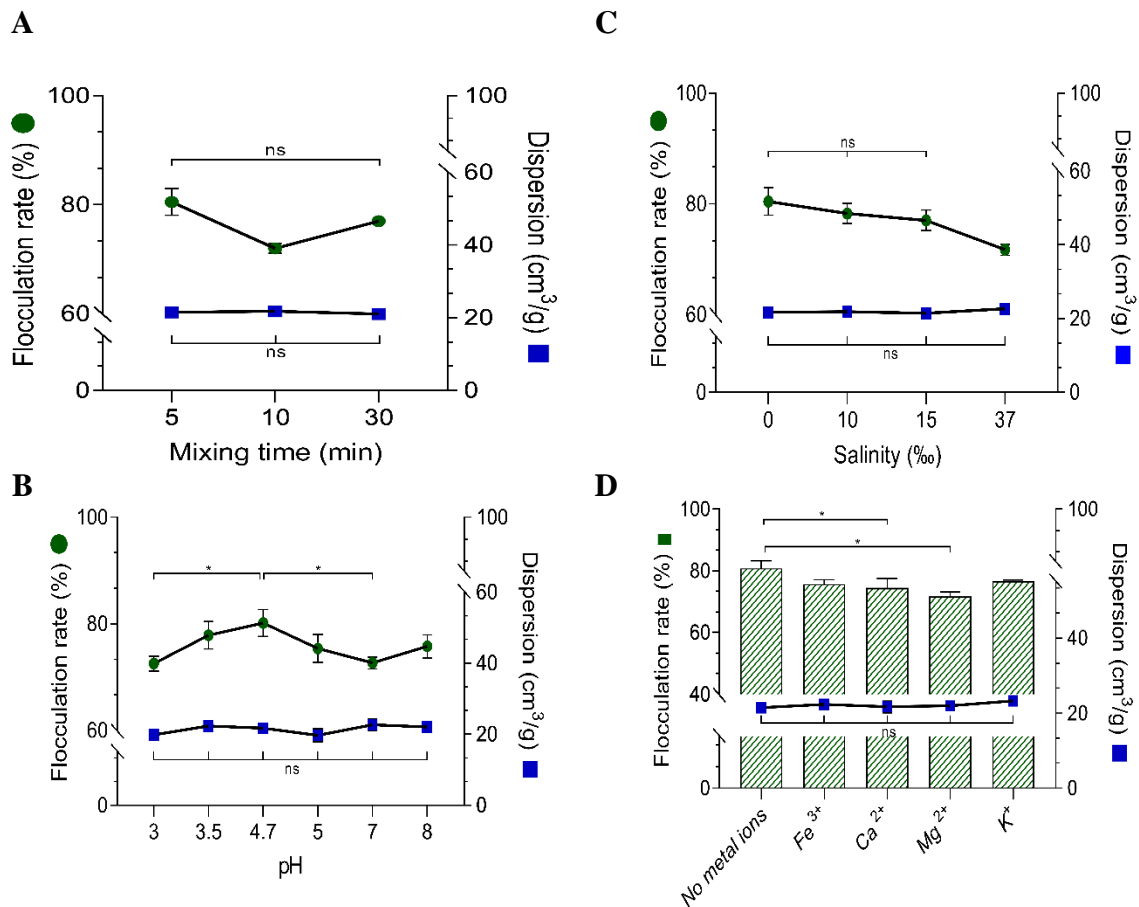 A
Flocculation rate (%)
100
80
60
0
ns
ns
100
60
40
20
0
Dispersion (cm³/g)
5 10 30
Mixing time (min)
C
Flocculation rate (%)
100
80
60
0
ns
ns
100
60
40
20
0
Dispersion (cm³/g)
0 10 15 37
Salinity (‰)
B
Flocculation rate (%)
100
80
60
0
* *
ns
100
60
40
20
0
Dispersion (cm³/g)
3 3.5 4.7 5 7 8
pH
D
Flocculation rate (%)
100
80
60
40
0
*
*
ns
100
40
20
0
Dispersion (cm³/g)
No metal ions Fe³⁺ Ca²⁺ Mg²⁺ K⁺